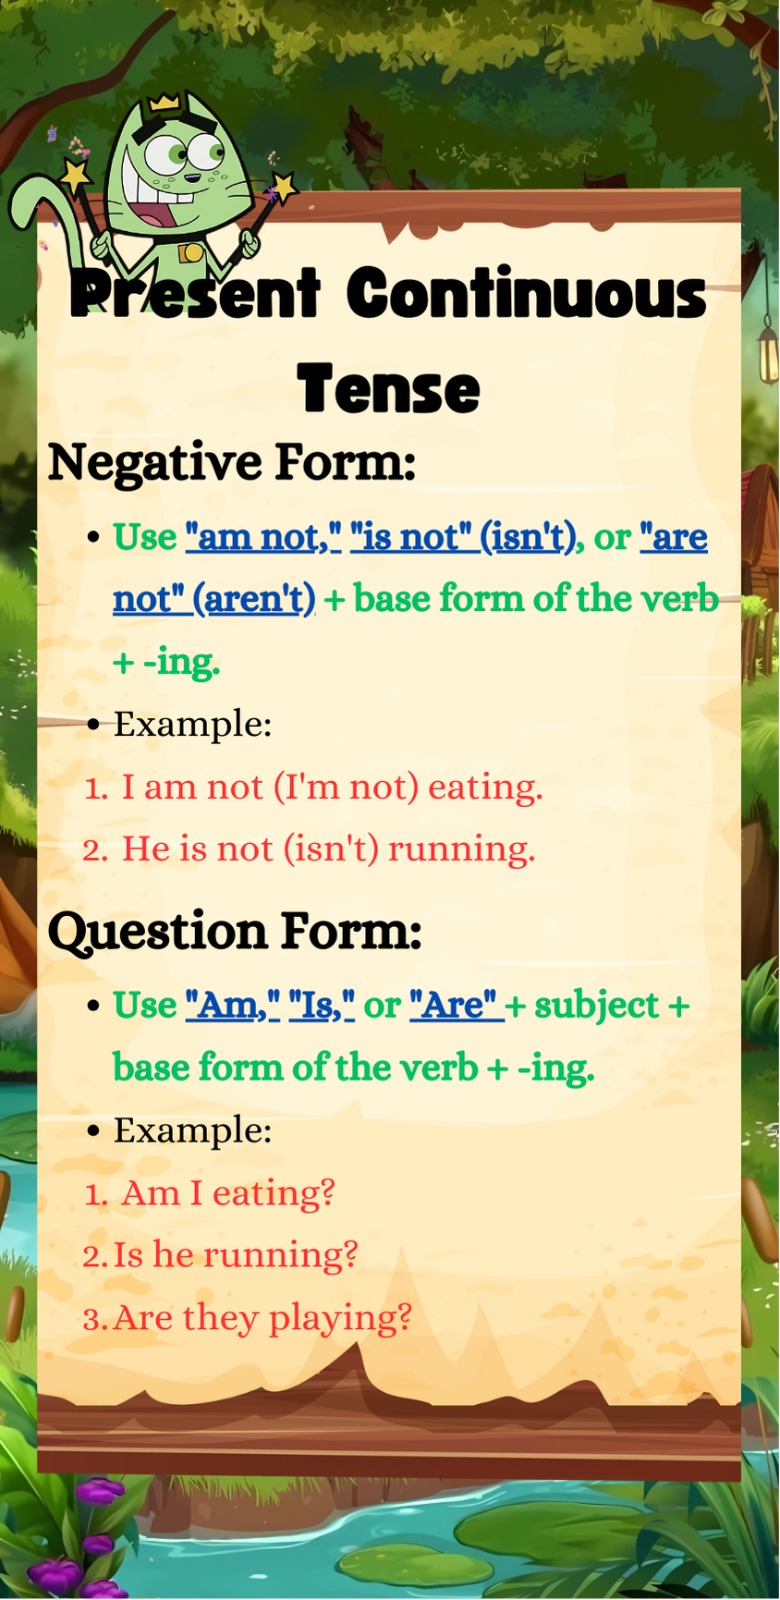 Present Continuous
Tense
Negative Form:
• Use "am not," "is not" (isn't), or "are
not" (aren't) + base form of the verb
+ -ing.
• Example:
1. I am not (I'm not) eating.
2. He is not (isn't) running.
Question Form:
• Use "Am," "Is," or "Are" + subject +
base form of the verb + -ing.
• Example:
1. Am I eating?
2. Is he running?
3. Are they playing?